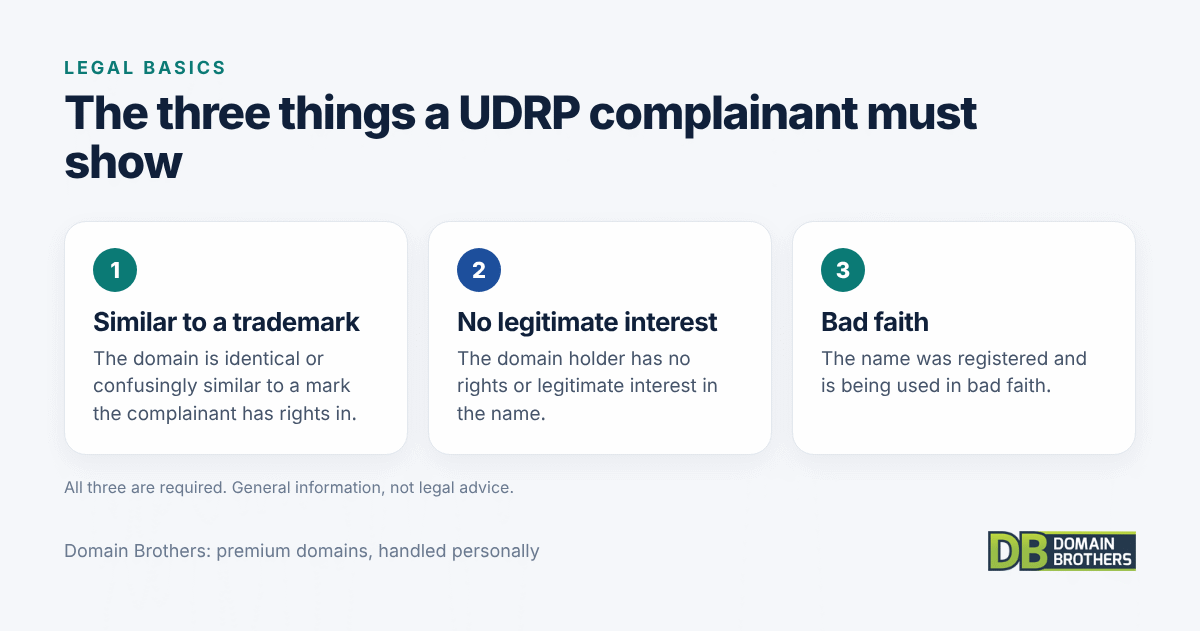 LEGAL BASICS
The three things a UDRP complainant must
show
1
Similar to a trademark
The domain is identical or
confusingly similar to a mark
the complainant has rights in.
2
No legitimate interest
The domain holder has no
rights or legitimate interest in
the name.
3
Bad faith
The name was registered and
is being used in bad faith.
All three are required. General information, not legal advice.
Domain Brothers: premium domains, handled personally
DB DOMAIN
BROTHERS